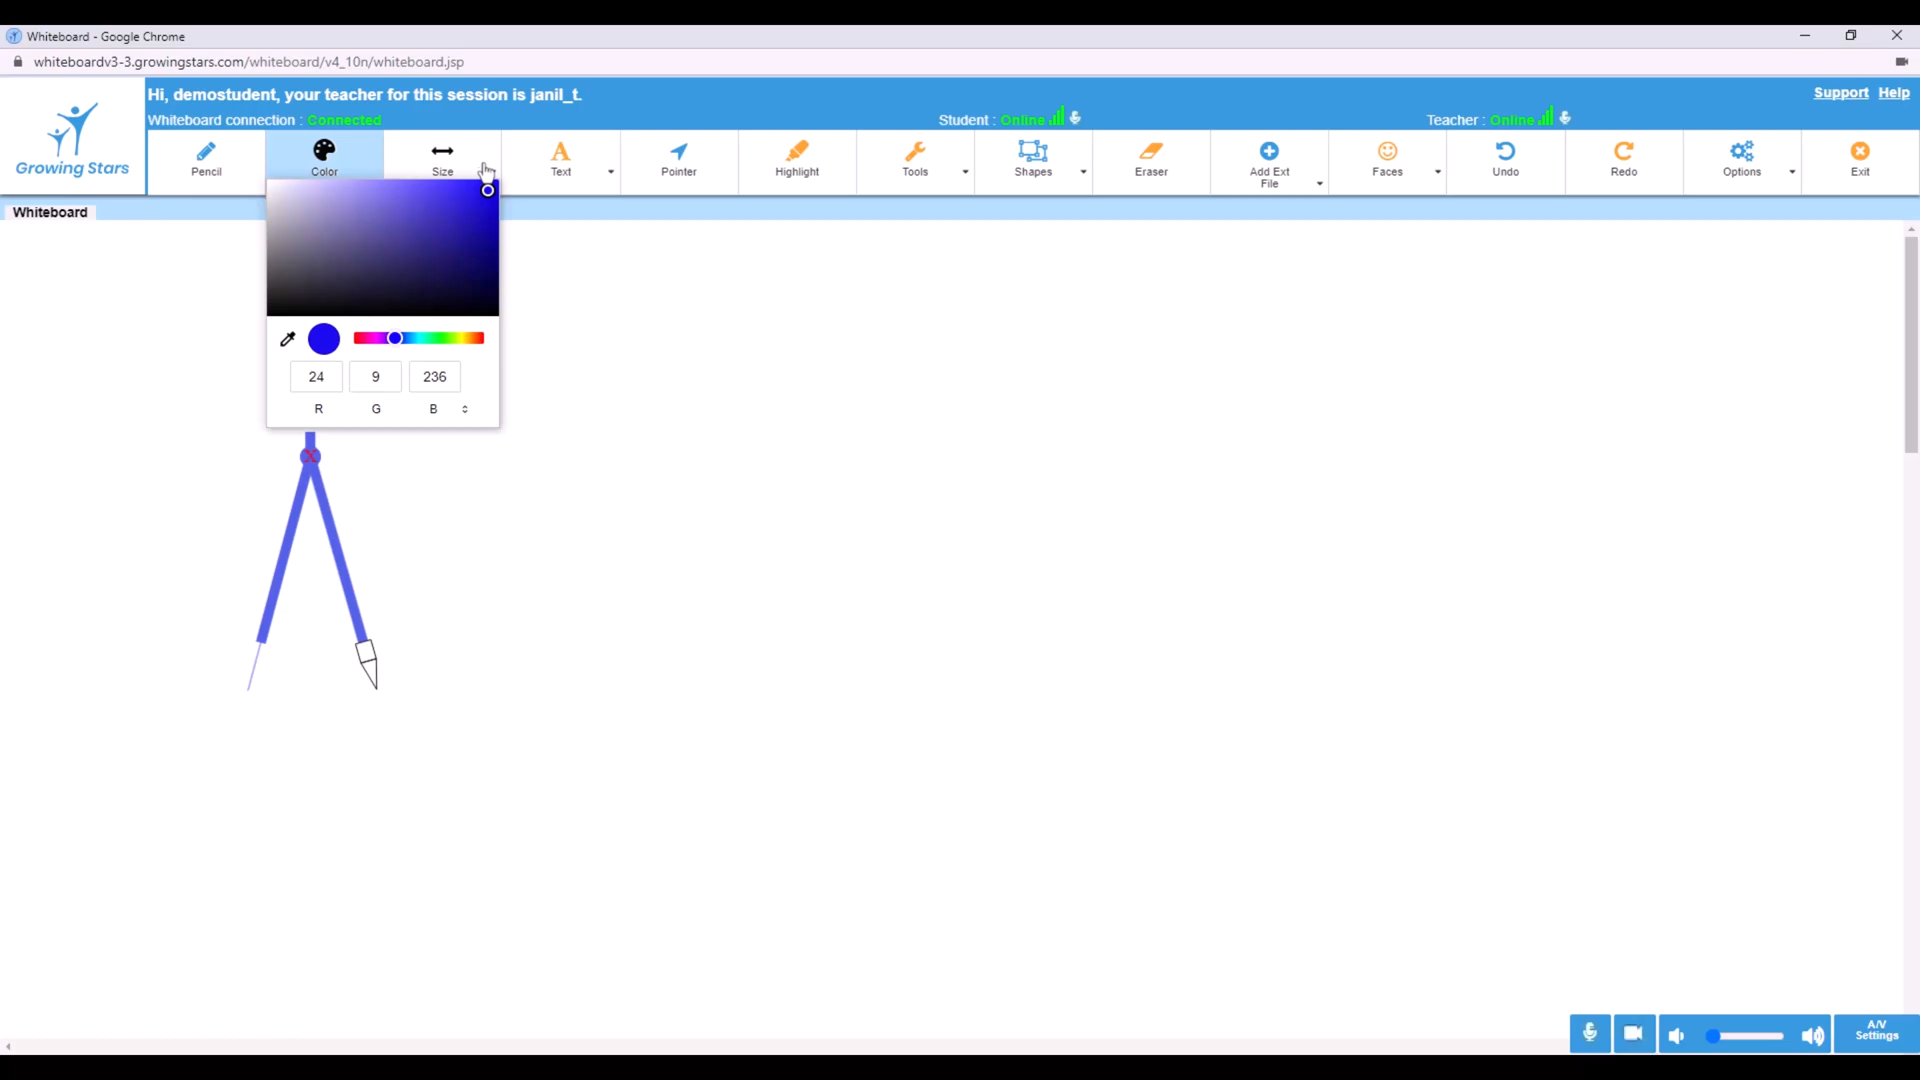 Whiteboard - Google Chrome
whiteboardv3-3.growingstars.com/whiteboard/v4_10n/whiteboard.jsp
Growing Stars
Hi, demostudent, your teacher for this session is janil_t.
Support Help
Whiteboard connection : Connected
Student : Online
Teacher : Online
Pencil
Color
Size
Text
Pointer
Highlight
Tools
Shapes
Eraser
Add Ext
File
Faces
Undo
Redo
Options
Exit
Whiteboard
24 9 236
R G B
X
A/V
Settings